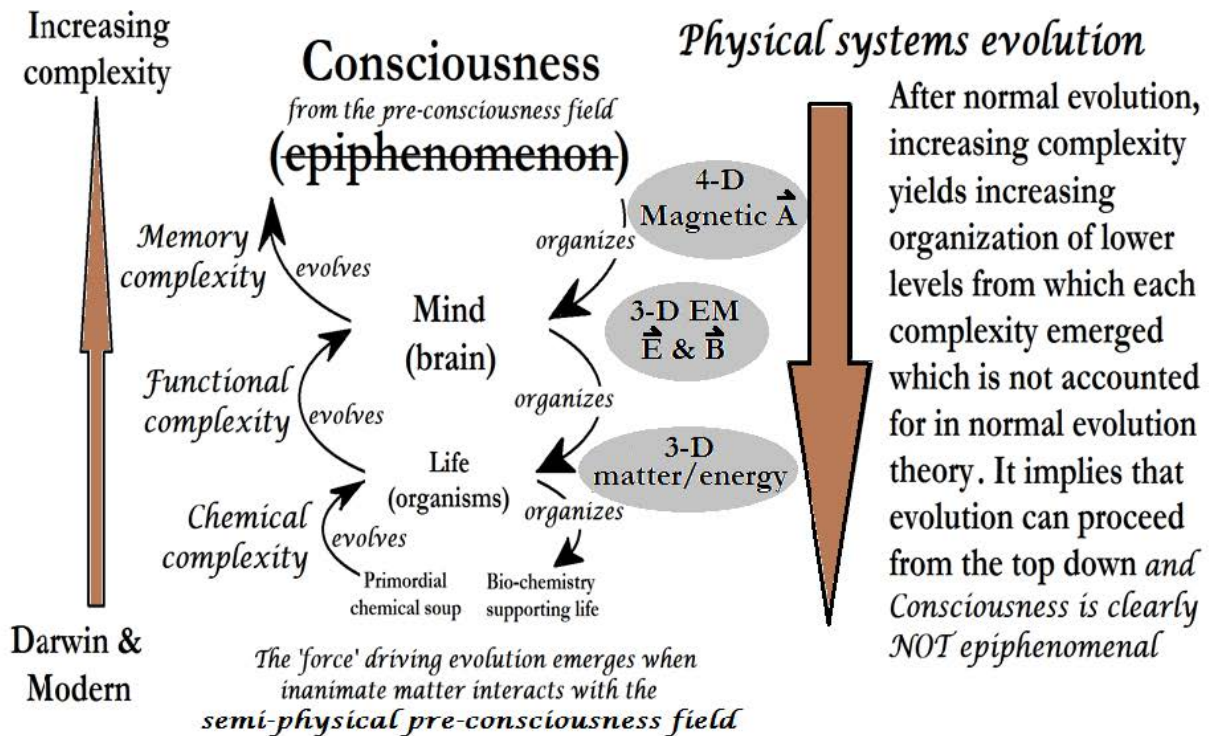 Increasing
complexity
Darwin &
Modern
Consciousness
from the pre-consciousness field
(epiphenomenon)
Memory
complexity
evolves
organizes
4-D
Magnetic A
Mind
(brain)
3-D EM
E & B
Functional
complexity
evolves
organizes
Life
(organisms)
3-D
matter/energy
Chemical
complexity
evolves
organizes
Primordial
chemical soup
Bio-chemistry
supporting life
The 'force' driving evolution emerges when
inanimate matter interacts with the
semi-physical pre-consciousness field
Physical systems evolution
After normal evolution,
increasing complexity
yields increasing
organization of lower
levels from which each
complexity emerged
which is not accounted
for in normal evolution
theory. It implies that
evolution can proceed
from the top down and
Consciousness is clearly
NOT epiphenomenal